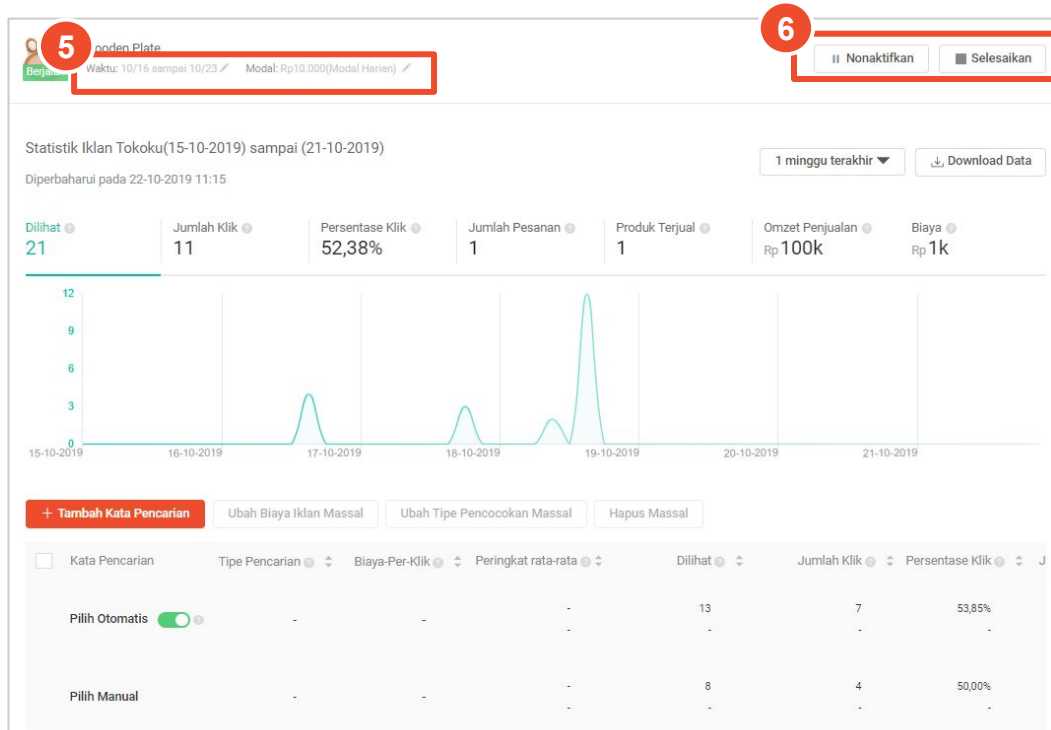 5
6
ooden Plate
Berjal
Waktu: 10/16 sampai 10/23 Modal: Rp10.000(Modal Harian)
Nonaktifkan Selesaikan
Statistik Iklan Tokoku(15-10-2019) sampai (21-10-2019)
Diperbaharui pada 22-10-2019 11:15
1 minggu terakhir Download Data
Dilihat Jumlah Klik Persentase Klik Jumlah Pesanan Produk Terjual Omzet Penjualan Biaya
21 11 52,38% 1 1 Rp 100k Rp 1k
12
9
6
3
0
15-10-2019 16-10-2019 17-10-2019 18-10-2019 19-10-2019 20-10-2019 21-10-2019
+ Tambah Kata Pencarian Ubah Biaya Iklan Massal Ubah Tipe Pencocokan Massal Hapus Massal
Kata Pencarian Tipe Pencarian Biaya-Per-Klik Peringkat rata-rata Dilihat Jumlah Klik Persentase Klik J
Pilih Otomatis - - - 13 7 53,85%
- - - -
Pilih Manual - - - 8 4 50,00%
- - - -